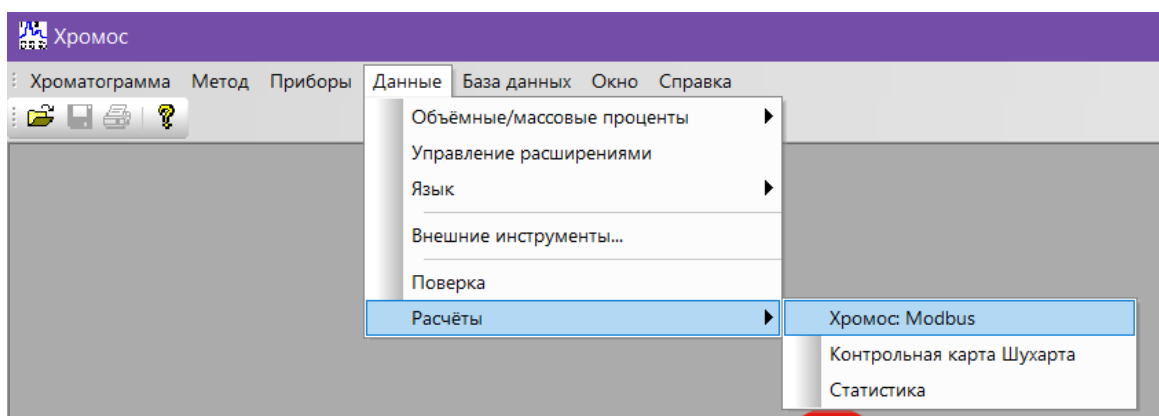 Хромос
Хроматограмма Метод Приборы Данные База данных Окно Справка
Объёмные/массовые проценты
Управление расширениями
Язык
Внешние инструменты...
Поверка
Расчёты
Хромос: Modbus
Контрольная карта Шухарта
Статистика